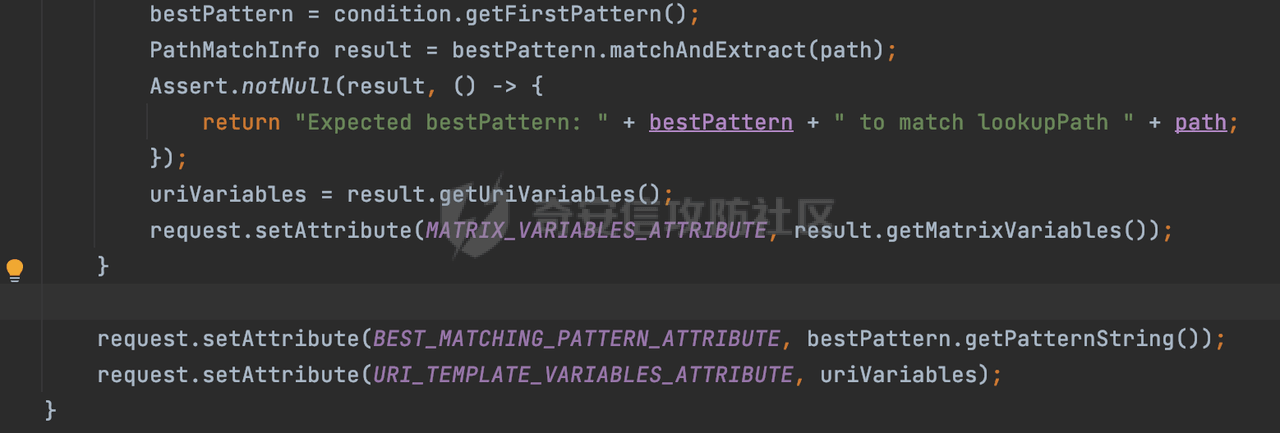 bestPattern = condition.getFirstPattern();
PathMatchInfo result = bestPattern.matchAndExtract(path);
Assert.notNull(result, () -> {
return "Expected bestPattern: " + bestPattern + " to match lookupPath " + path;
});
uriVariables = result.getUriVariables();
奇安信攻防社区
request.setAttribute(MATRIX_VARIABLES_ATTRIBUTE, result.getMatrixVariables());
}
request.setAttribute(BEST_MATCHING_PATTERN_ATTRIBUTE, bestPattern.getPatternString());
request.setAttribute(URI_TEMPLATE_VARIABLES_ATTRIBUTE, uriVariables);
}